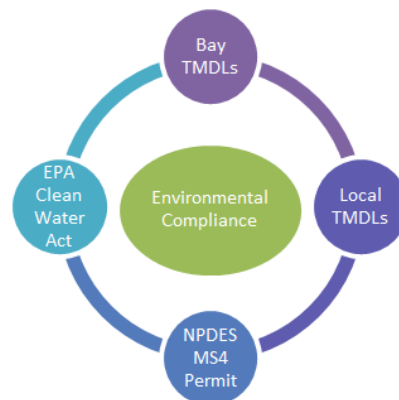 Bay
TMDLs
EPA
Clean
Water
Act
Environmental
Compliance
Local
TMDLs
NPDES
MS4
Permit